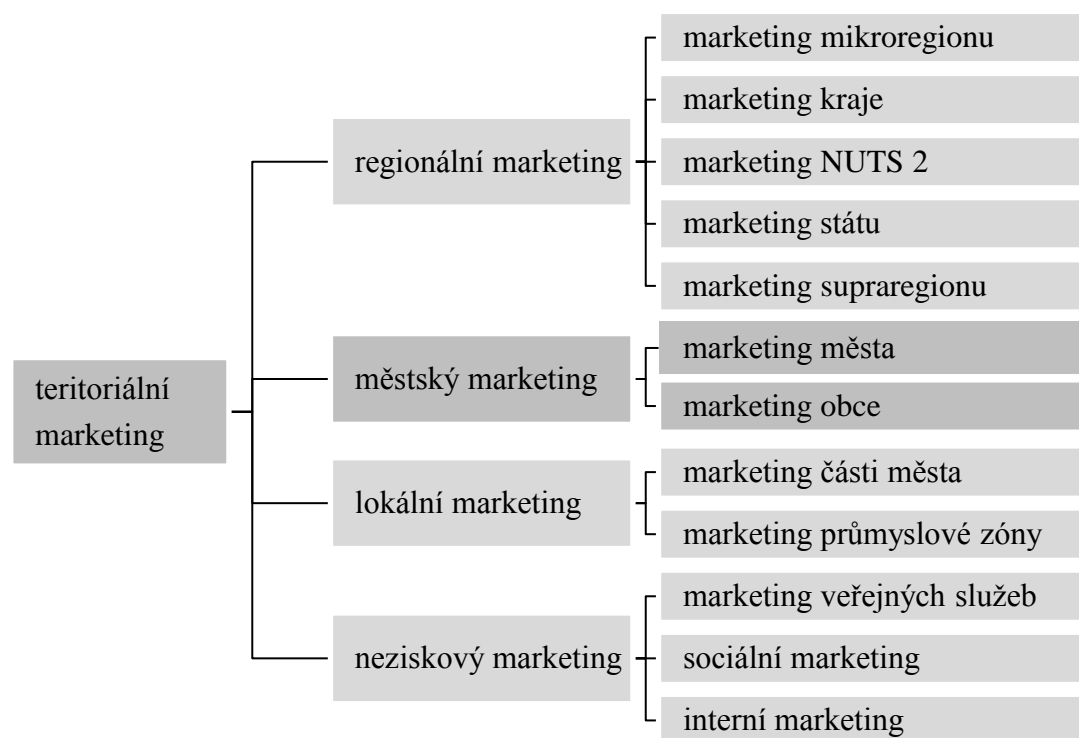 teritoriální
marketing
regionální marketing
marketing mikroregionu
marketing kraje
marketing NUTS 2
marketing státu
marketing supraregionu
městský marketing
marketing města
marketing obce
lokální marketing
marketing části města
marketing průmyslové zóny
neziskový marketing
marketing veřejných služeb
sociální marketing
interní marketing